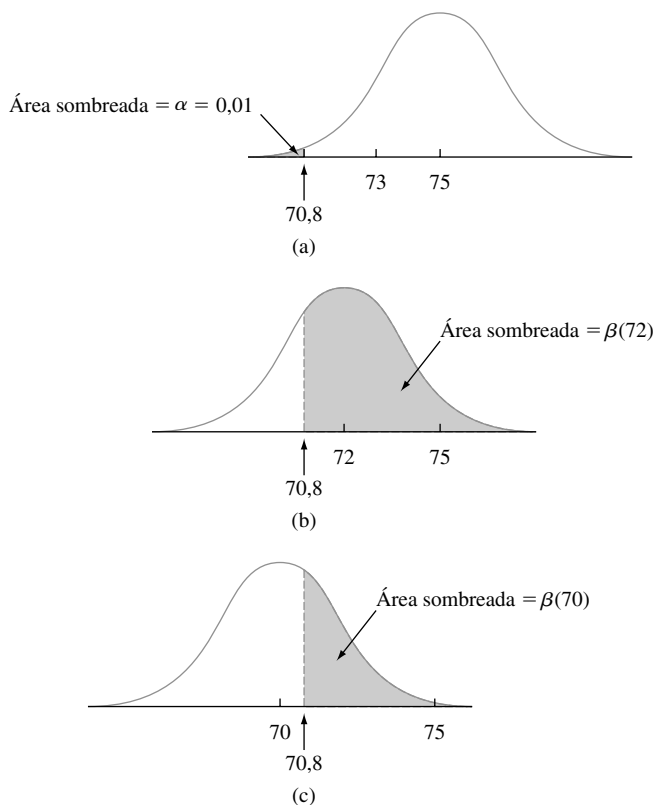 Área sombreada = α = 0,01
73 75
70,8
(a)
Área sombreada = β(72)
72 75
70,8
(b)
Área sombreada = β(70)
70 75
70,8
(c)